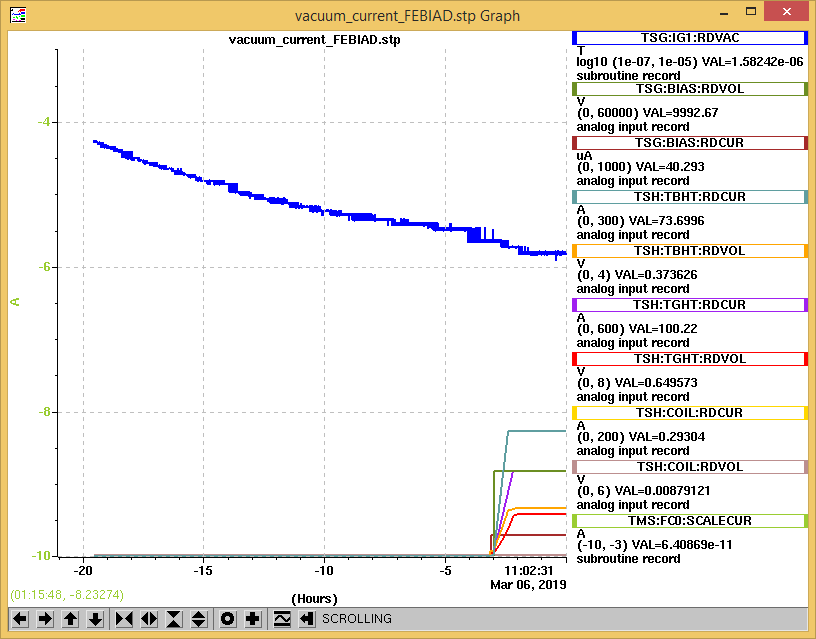 vacuum_current_FEBIAD.stp Graph
vacuum_current_FEBIAD.stp
TSG:IG1:RDVAC
T
log10 (1e-07, 1e-05) VAL=1.58242e-06
subroutine record
TSG:BIAS:RDVOL
V
(0, 60000) VAL=9992.67
analog input record
TSG:BIAS:RDCUR
uA
(0, 1000) VAL=40.293
analog input record
TSH:TBHT:RDCUR
A
(0, 300) VAL=73.6996
analog input record
TSH:TBHT:RDVOL
V
(0, 4) VAL=0.373626
analog input record
TSH:TGHT:RDCUR
A
(0, 600) VAL=100.22
analog input record
TSH:TGHT:RDVOL
V
(0, 8) VAL=0.649573
analog input record
TSH:COIL:RDCUR
A
(0, 200) VAL=0.29304
analog input record
TSH:COIL:RDVOL
V
(0, 6) VAL=0.00879121
analog input record
TMS:FC0:SCALECUR
A
(-10, -3) VAL=6.40869e-11
subroutine record
-4
-6
A
-8
-10
-20 -15 -10 -5 11:02:31
Mar 06, 2019
(01:15:48, -8.23274)
(Hours)
SCROLLING